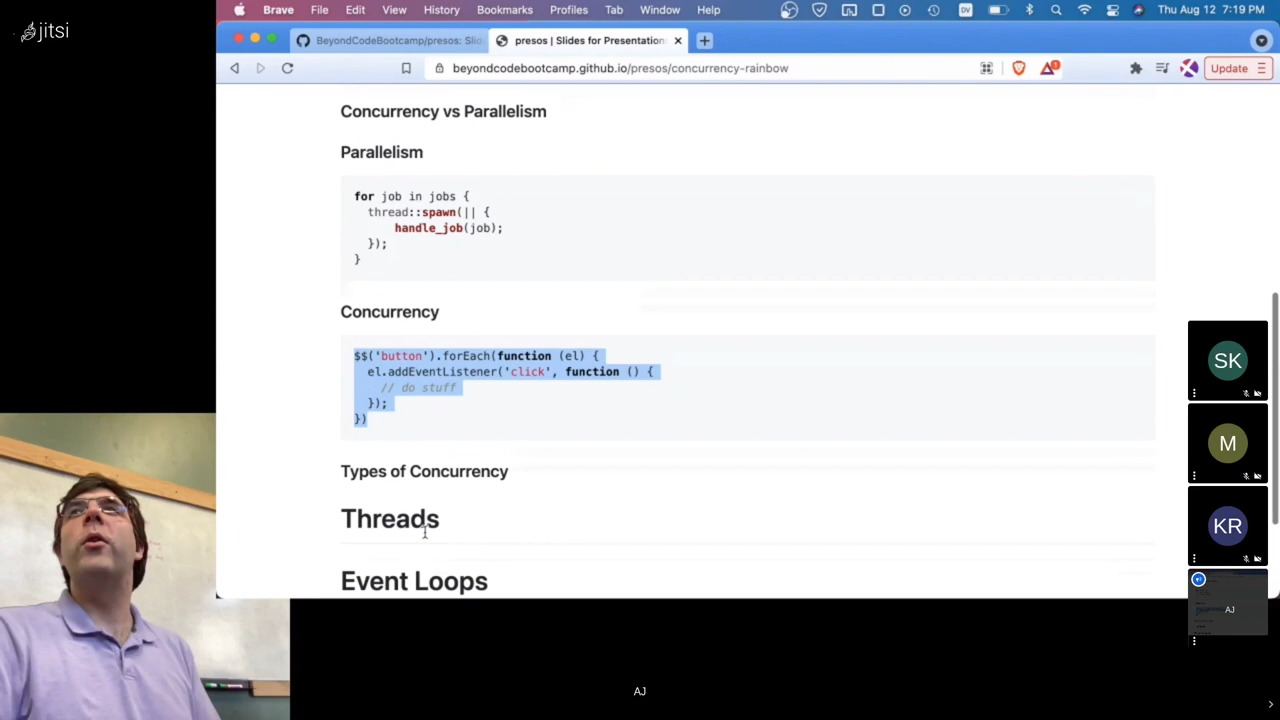 jitsi
Brave File Edit View History Bookmarks Profiles Tab Window Help DV Thu Aug 12 7:19 PM
BeyondCodeBootcamp/presos: Slid
presos | Slides for Presentation
beyondcodebootcamp.github.io/presos/concurrency-rainbow
1
Update
Concurrency vs Parallelism
Parallelism
for job in jobs {
thread::spawn(|| {
handle_job(job);
});
}
Concurrency
$$('button').forEach(function (el) {
el.addEventListener('click', function () {
// do stuff
});
})
Types of Concurrency
Threads
Event Loops
SK
M
KR
AJ
AJ